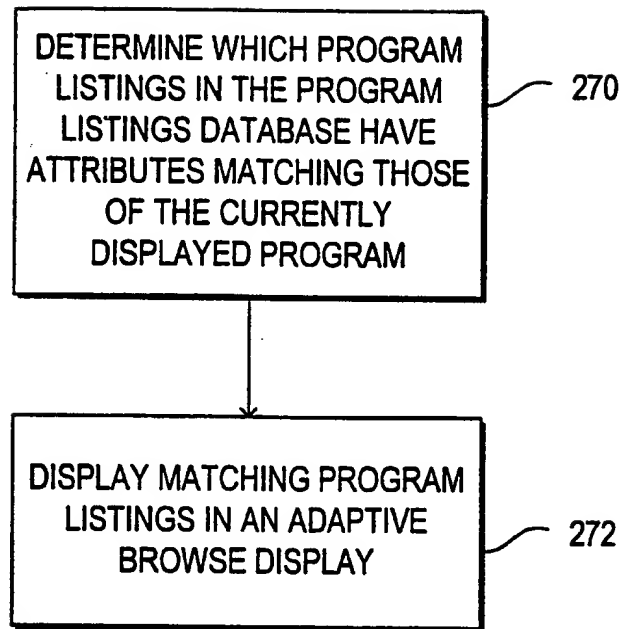 DETERMINE WHICH PROGRAM
LISTINGS IN THE PROGRAM
LISTINGS DATABASE HAVE
ATTRIBUTES MATCHING THOSE
OF THE CURRENTLY
DISPLAYED PROGRAM
270
DISPLAY MATCHING PROGRAM
LISTINGS IN AN ADAPTIVE
BROWSE DISPLAY
272